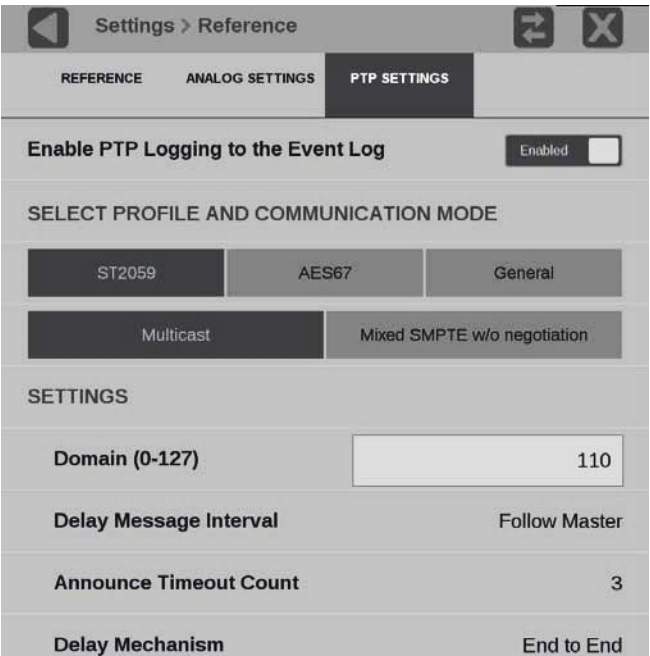 Settings > Reference
REFERENCE ANALOG SETTINGS PTP SETTINGS
Enable PTP Logging to the Event Log Enabled
SELECT PROFILE AND COMMUNICATION MODE
ST2059 AES67 General
Multicast Mixed SMPTE w/o negotiation
SETTINGS
Domain (0-127) 110
Delay Message Interval Follow Master
Announce Timeout Count 3
Delay Mechanism End to End